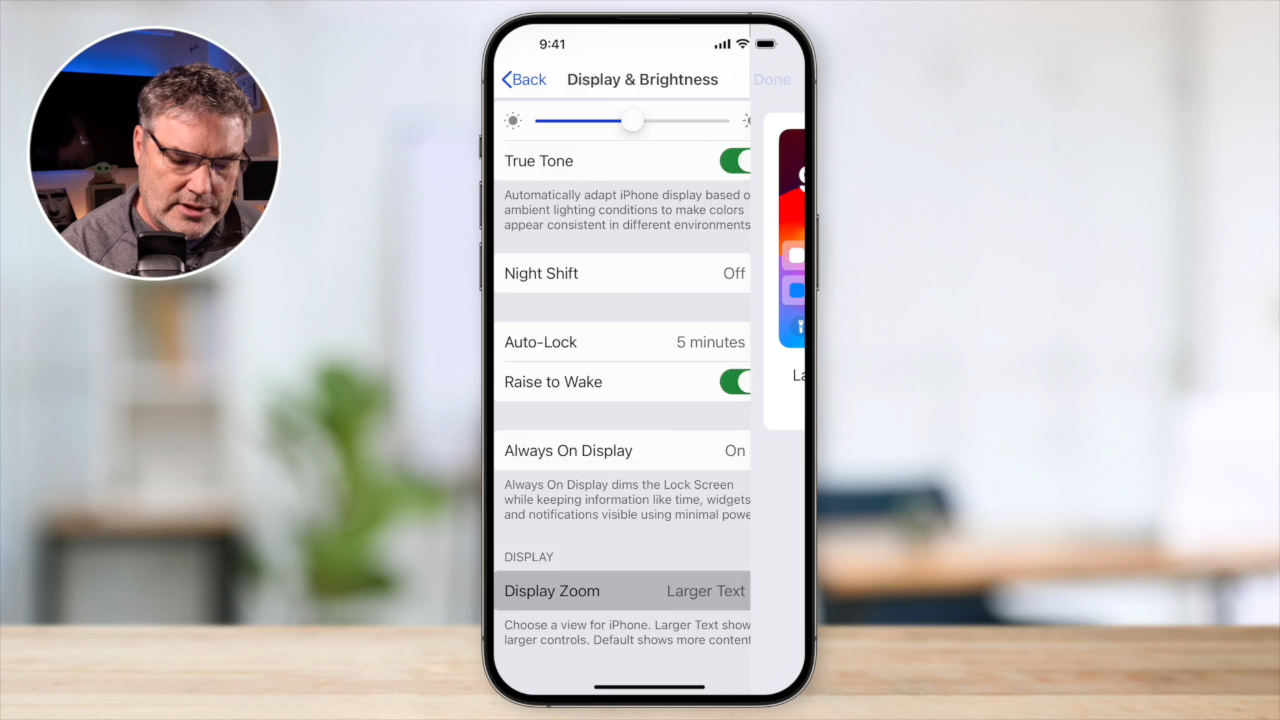 9:41
Back
Display & Brightness
Done
True Tone
Automatically adapt iPhone display based o
ambient lighting conditions to make colors
appear consistent in different environments
Night Shift
Off
Auto-Lock
5 minutes
Raise to Wake
Always On Display
On
Always On Display dims the Lock Screen
while keeping information like time, widgets
and notifications visible using minimal powe
DISPLAY
Display Zoom
Larger Text
Choose a view for iPhone. Larger Text show
larger controls. Default shows more content
La
9